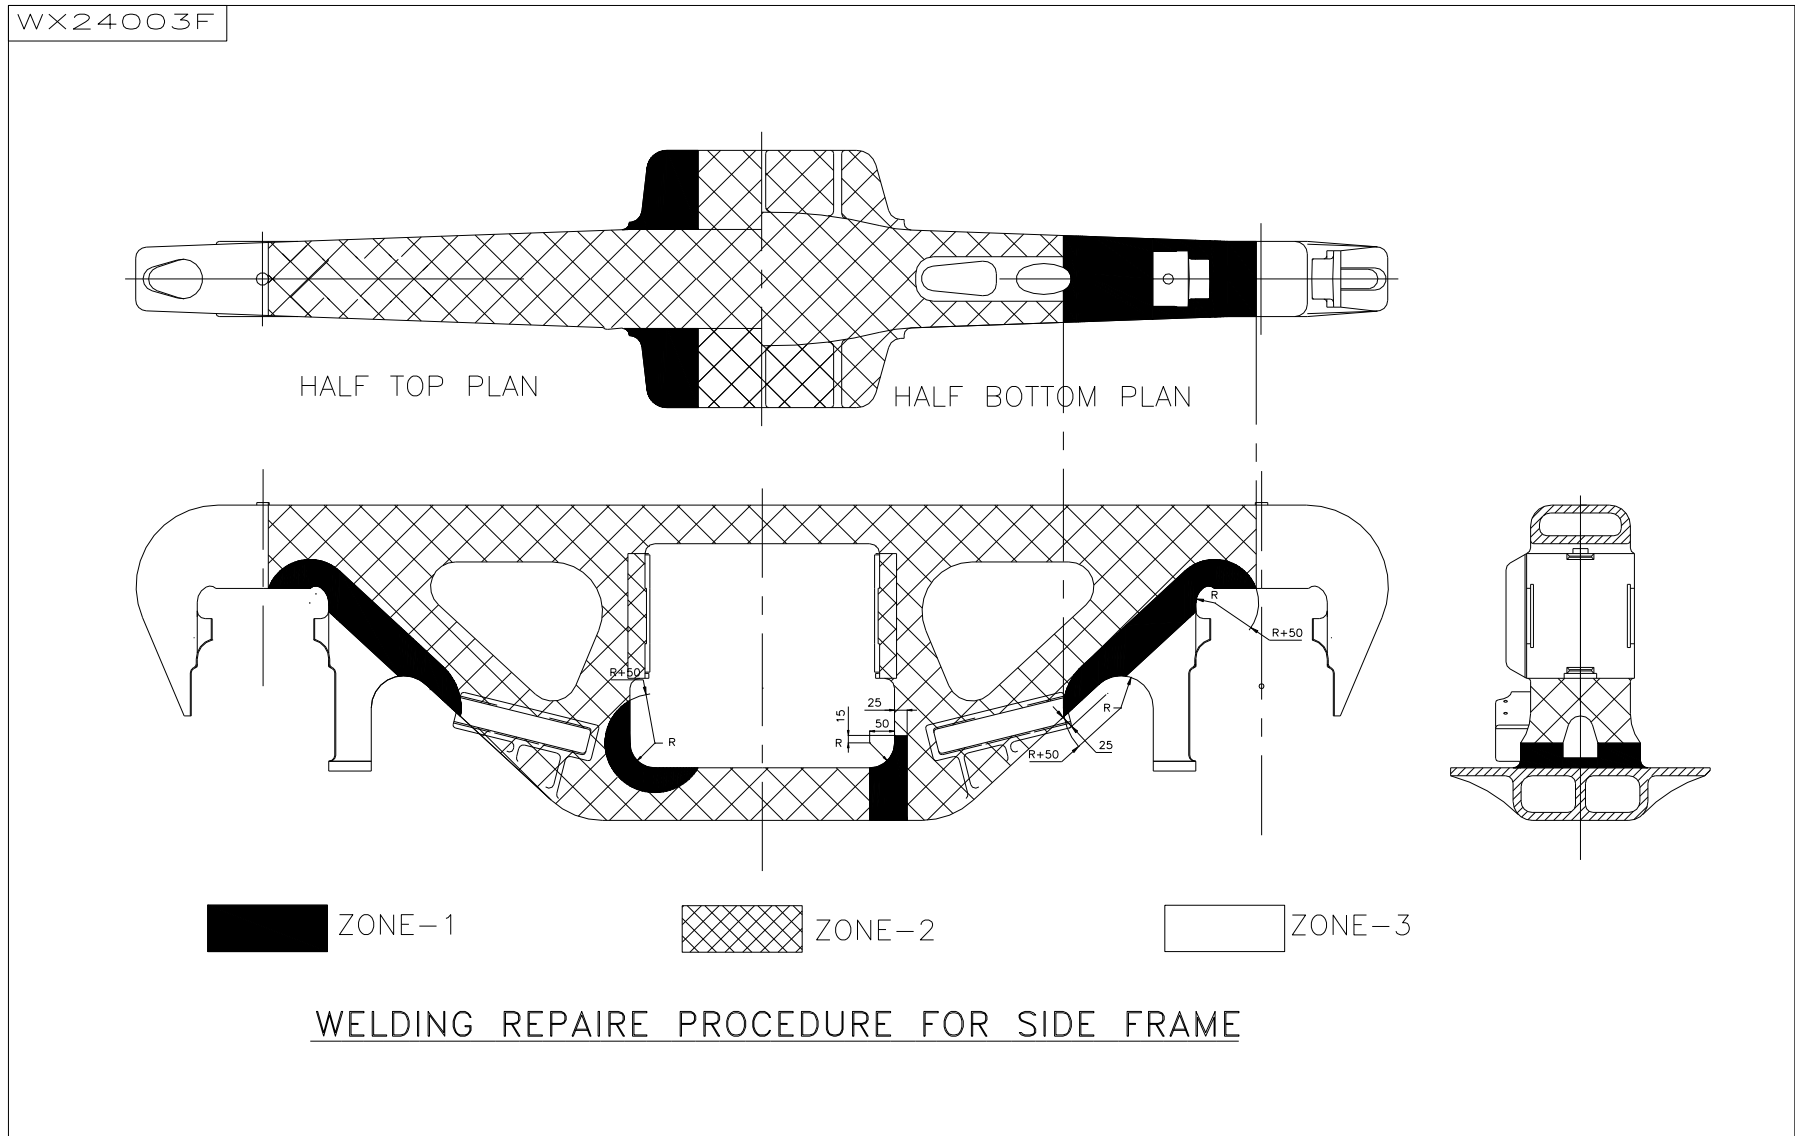 WX24003F
HALF TOP PLAN
HALF BOTTOM PLAN
R
R+50
R+50
25
15
50
R
R
R
25
R+50
ZONE-1
ZONE-2
ZONE-3
WELDING REPAIRE PROCEDURE FOR SIDE FRAME